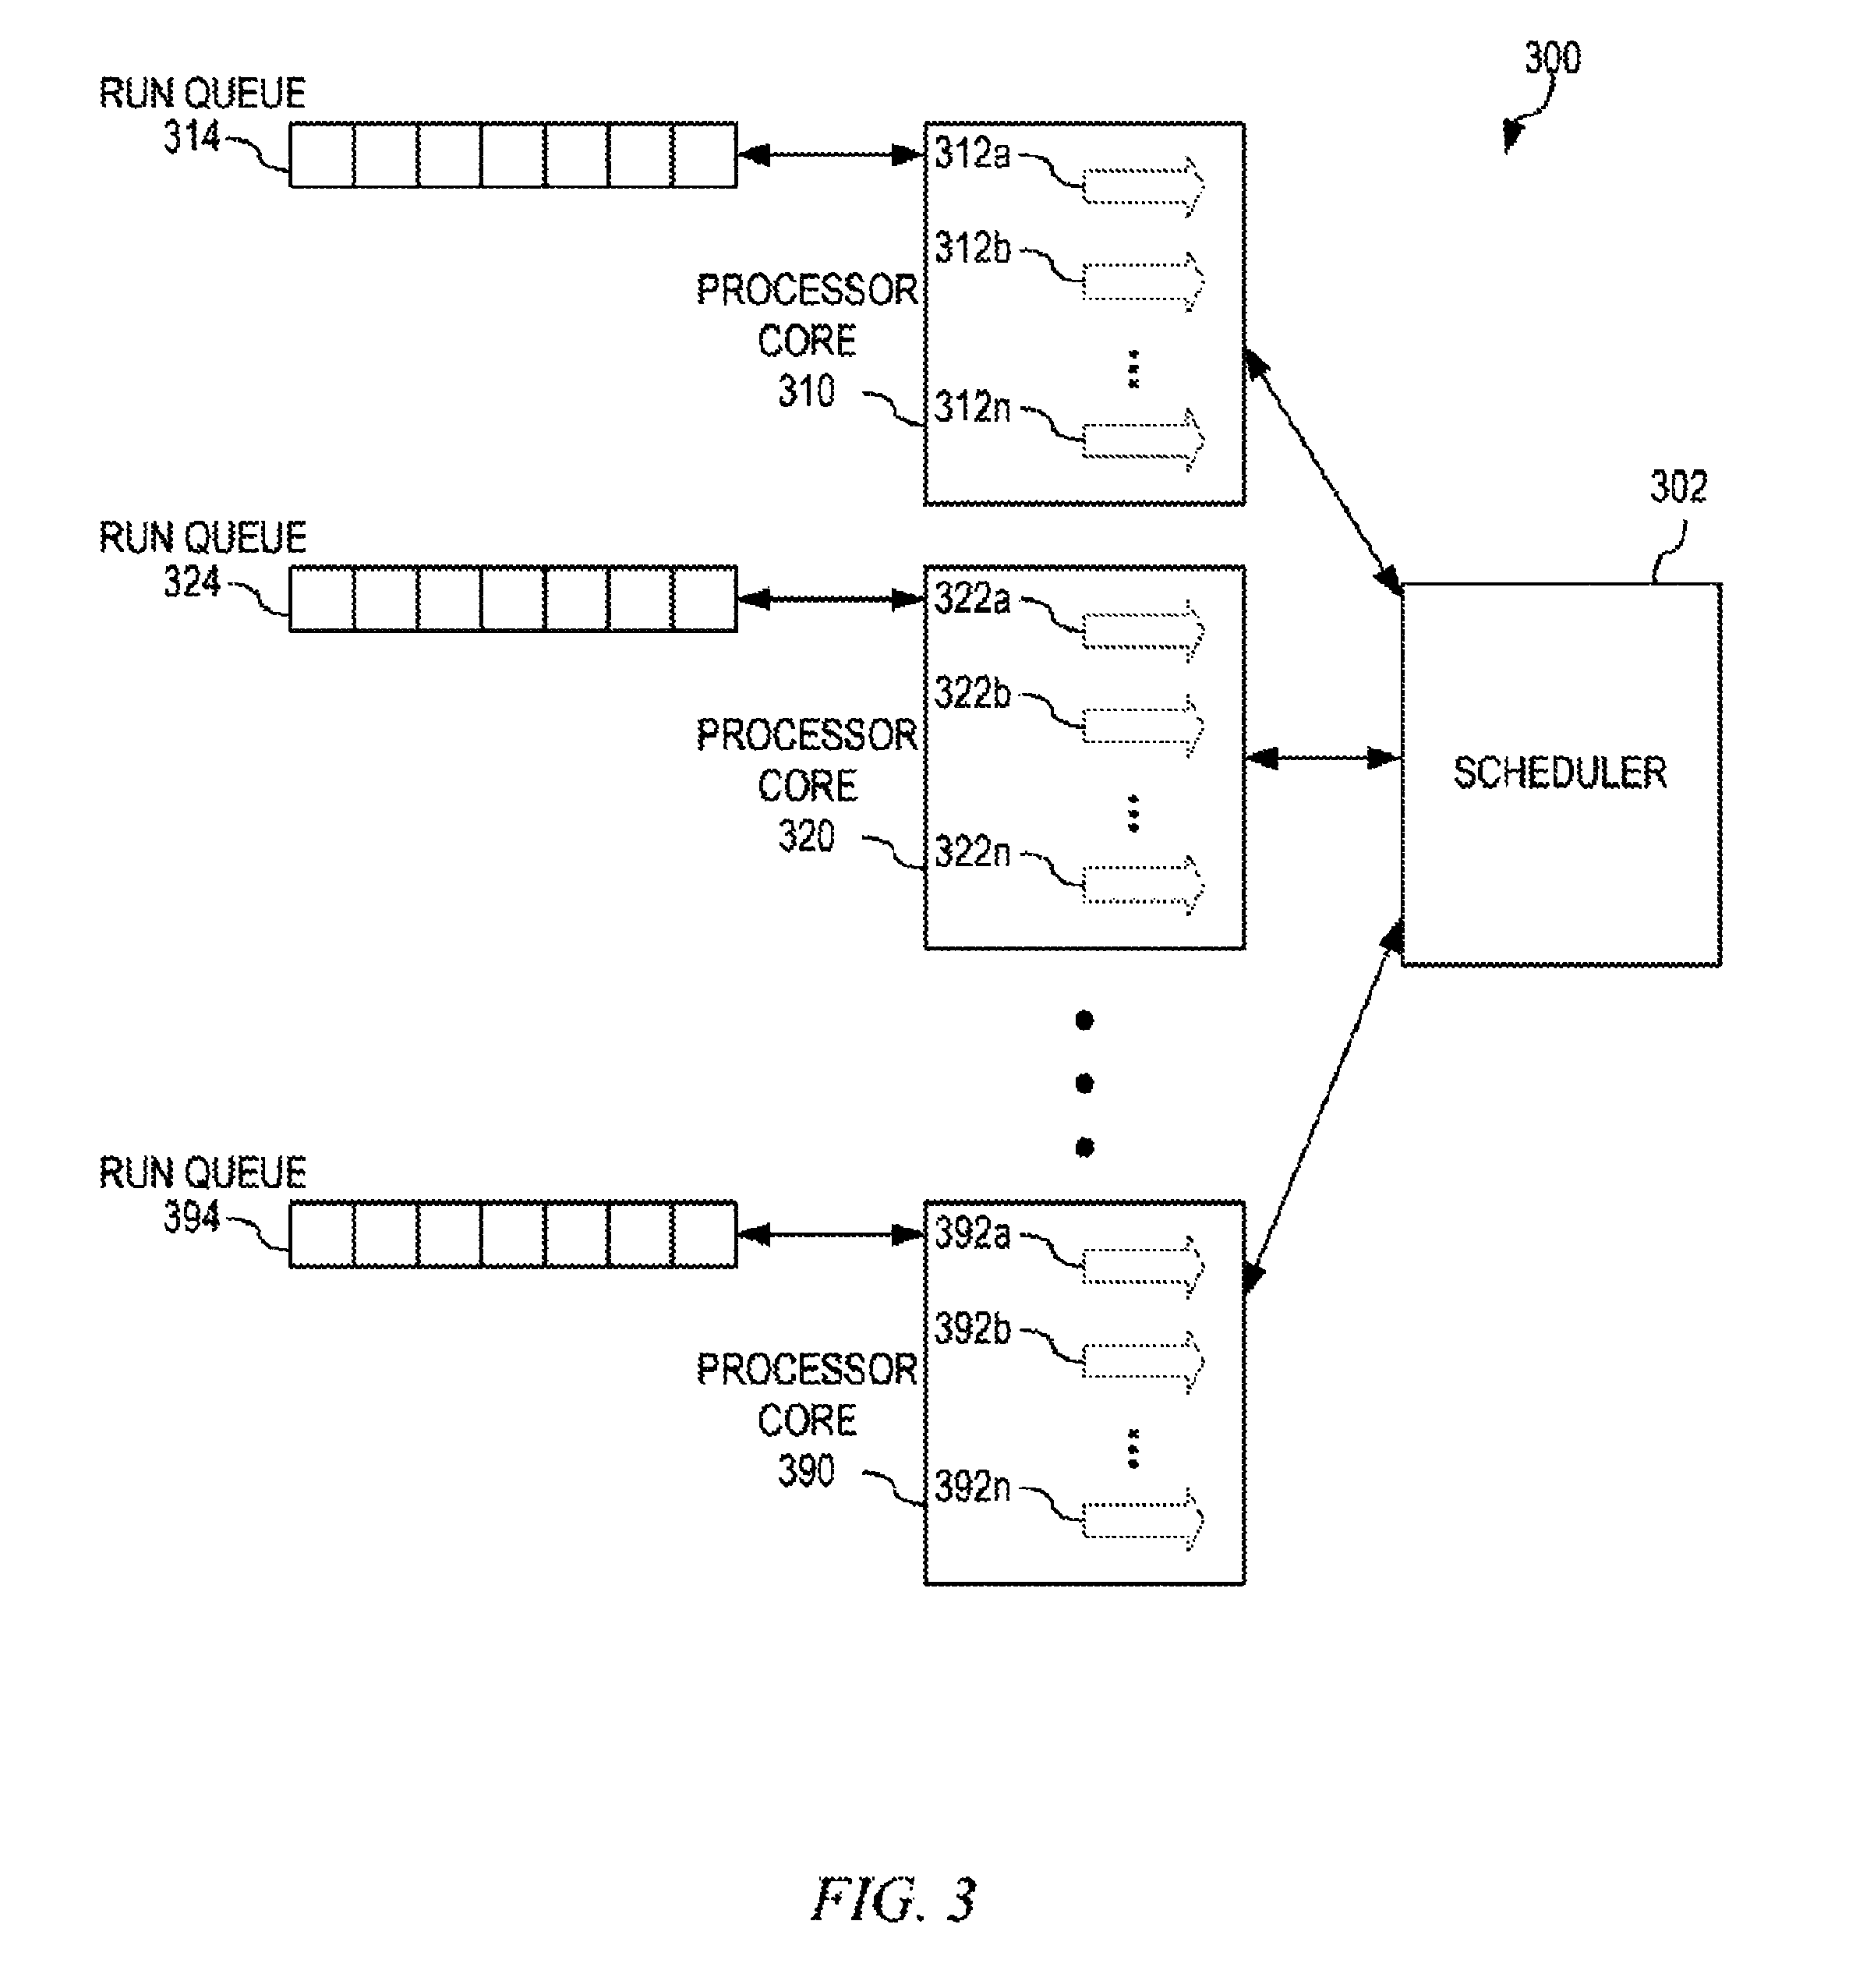 300
RUN QUEUE
314
312a
312b
PROCESSOR
CORE
310
312n
302
RUN QUEUE
324
322a
322b
PROCESSOR
CORE
320
322n
SCHEDULER
RUN QUEUE
394
392a
392b
PROCESSOR
CORE
390
392n
FIG. 3